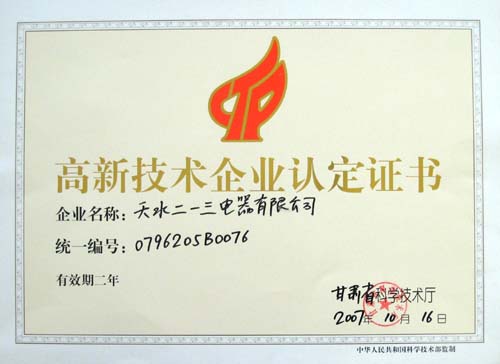 高新技术企业认定证书
企业名称：天水二一三电器有限公司
统一编号：0796205B0076
有效期二年
甘肃省科学技术厅
2007年10月16日
中华人民共和国科学技术部监制